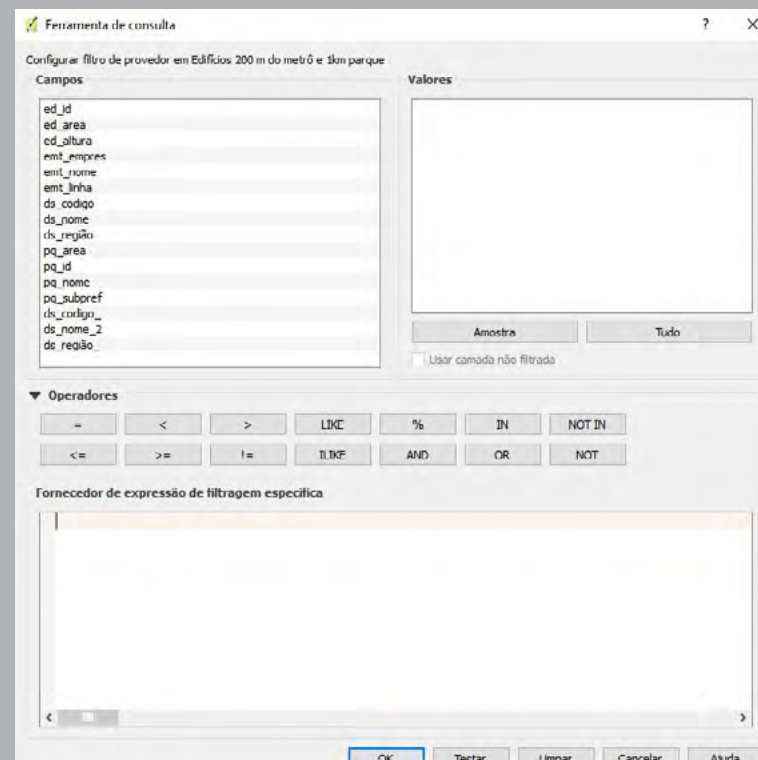 Ferramenta de consulta
? X
Configurar filtro de provedor em Edifícios 200 m do metrô e 1km parque
Campos
Valores
ed_id
ed_area
ed_altura
emt_empres
emt_nome
emt_linha
ds_codigo
ds_nome
ds_região
pq_area
pq_id
pq_nome
pq_subpref
ds_codigo_
ds_nome_2
ds_região_
Amostra Tudo
Usar camada não filtrada
Operadores
= < > LIKE % IN NOT IN
<= >= != ILIKE AND OR NOT
Fornecedor de expressão de filtragem específica
OK Testar Limpar Cancelar Ajuda